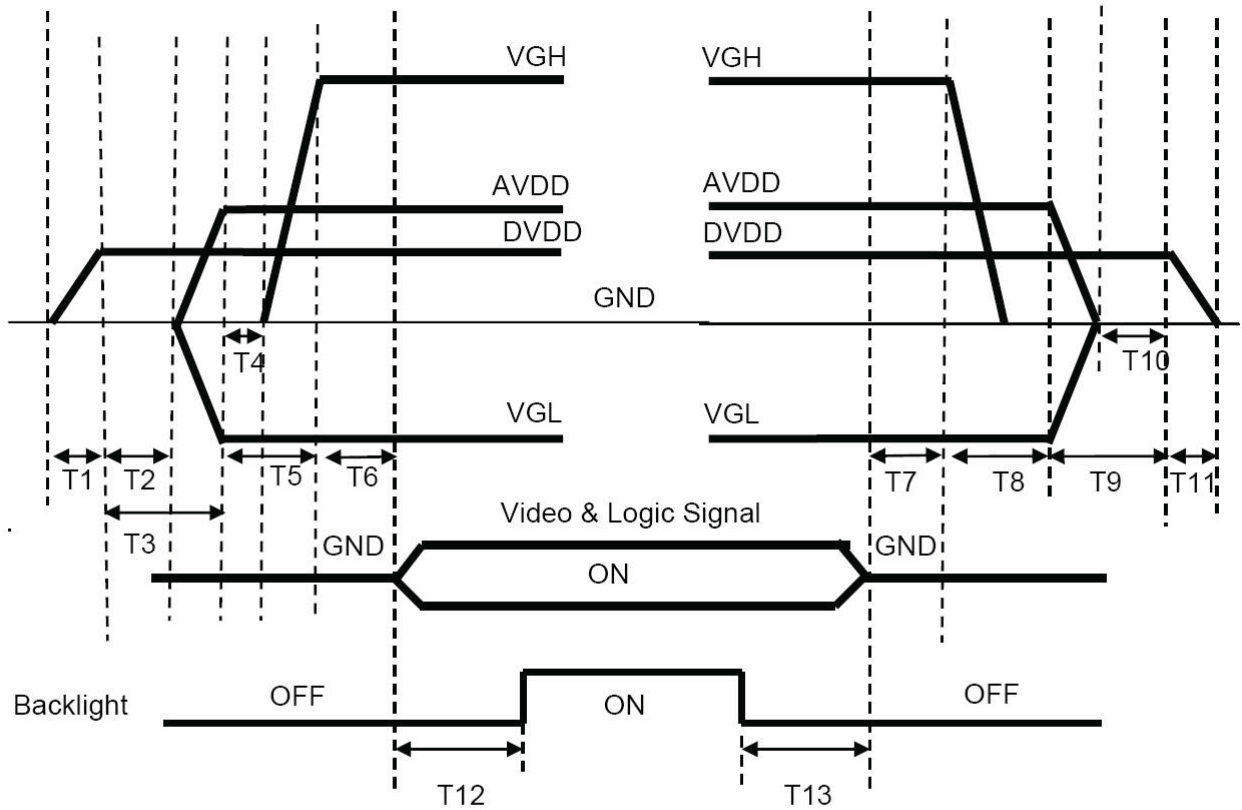 VGH VGH
AVDD AVDD
DVDD DVDD
GND
T4 T10
VGL VGL
T1 T2 T5 T6 T7 T8 T9 T11
Video & Logic Signal
T3 GND GND
ON
Backlight OFF ON OFF
T12 T13